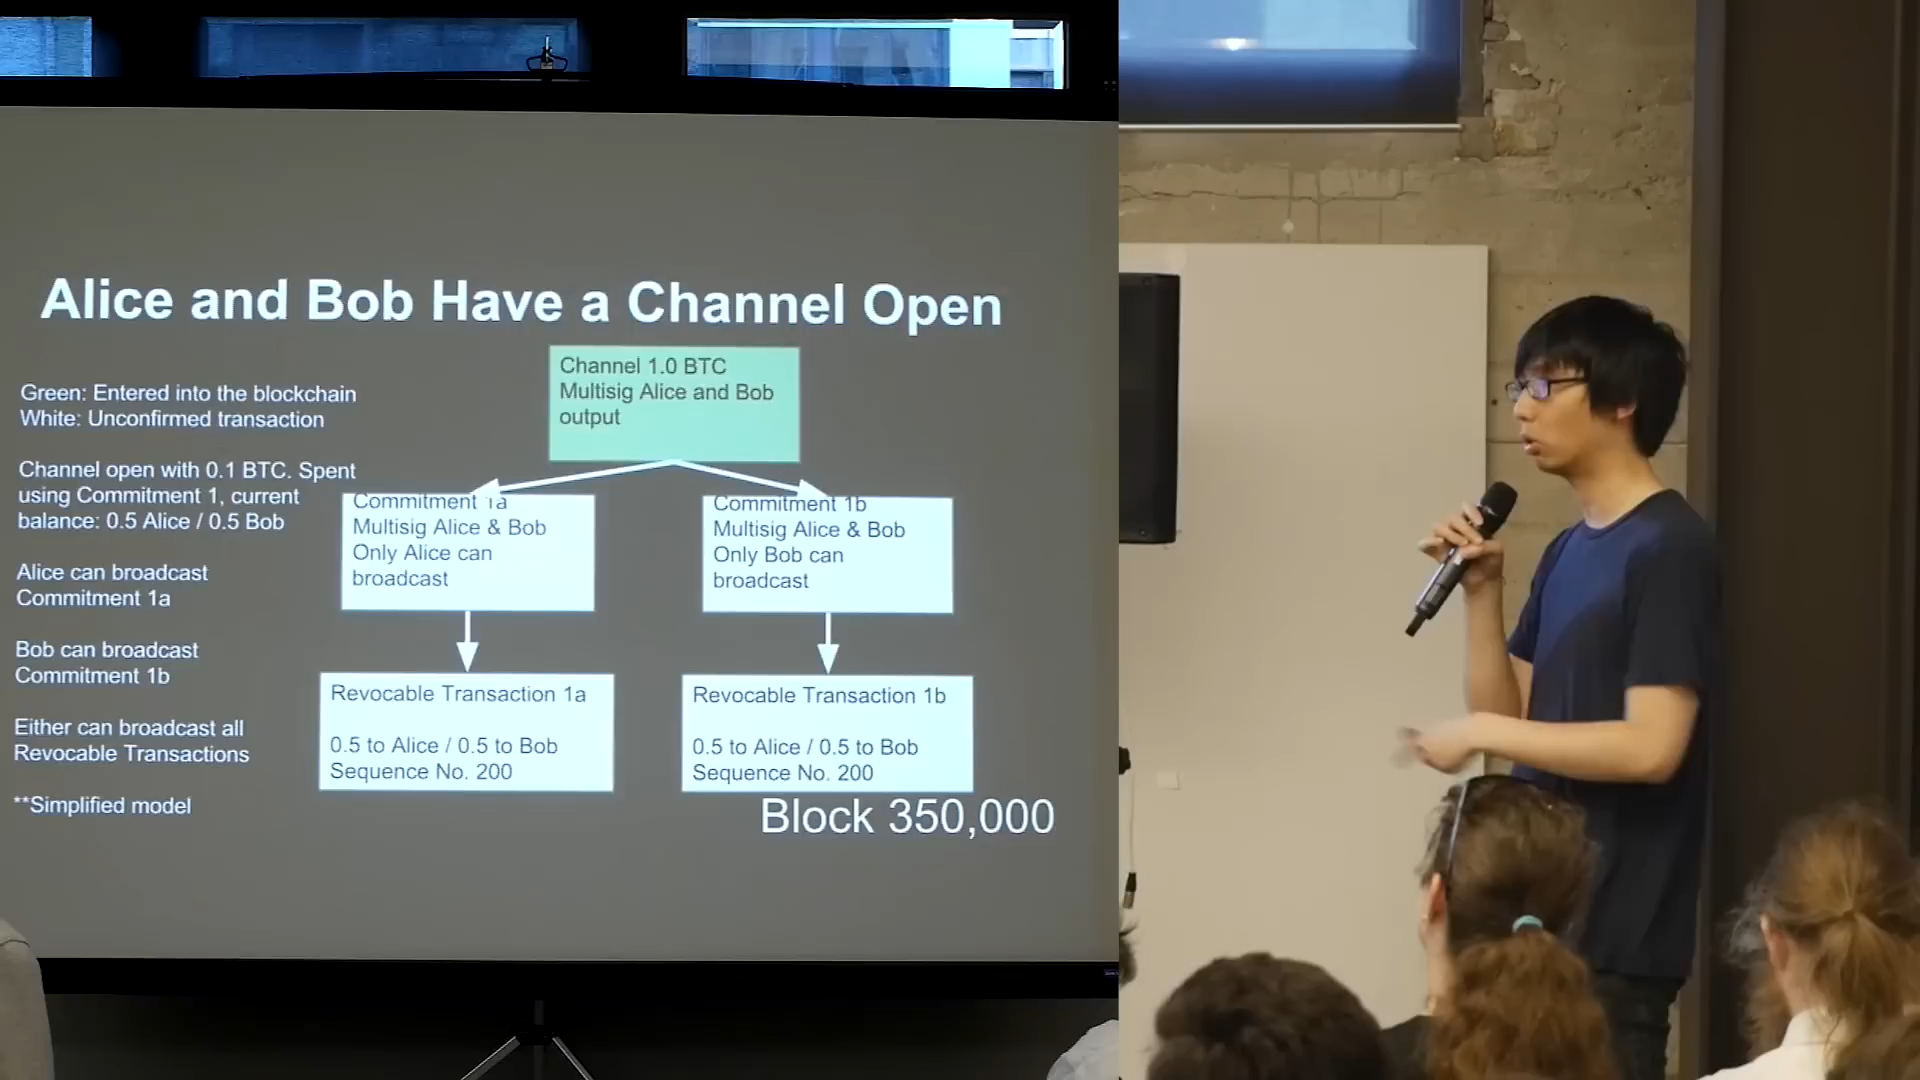 Alice and Bob Have a Channel Open
Green: Entered into the blockchain
White: Unconfirmed transaction
Channel open with 0.1 BTC. Spent
using Commitment 1, current
balance: 0.5 Alice / 0.5 Bob
Alice can broadcast
Commitment 1a
Bob can broadcast
Commitment 1b
Either can broadcast all
Revocable Transactions
**Simplified model
Channel 1.0 BTC
Multisig Alice and Bob
output
Commitment 1a
Multisig Alice & Bob
Only Alice can
broadcast
Commitment 1b
Multisig Alice & Bob
Only Bob can
broadcast
Revocable Transaction 1a
0.5 to Alice / 0.5 to Bob
Sequence No. 200
Revocable Transaction 1b
0.5 to Alice / 0.5 to Bob
Sequence No. 200
Block 350,000